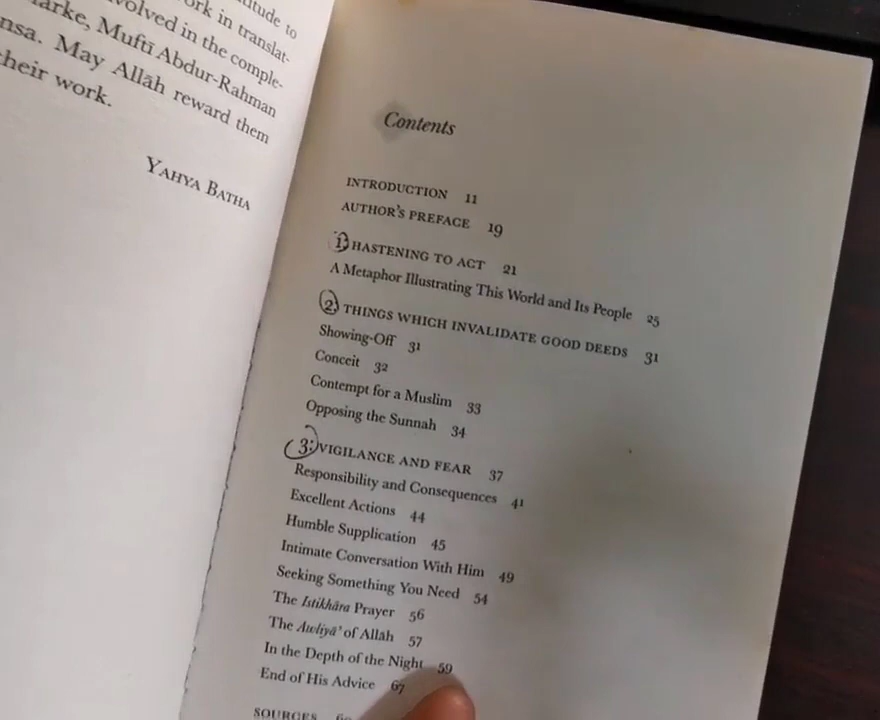 titude to
ork in translat-
volved in the comple-
larke, Muftī Abdur-Rahman
nsa. May Allāh reward them
their work.
Yahya Batha
Contents
INTRODUCTION 11
AUTHOR'S PREFACE 19
1) HASTENING TO ACT 21
A Metaphor Illustrating This World and Its People 25
2) THINGS WHICH INVALIDATE GOOD DEEDS 31
Showing-Off 31
Conceit 32
Contempt for a Muslim 33
Opposing the Sunnah 34
3: VIGILANCE AND FEAR 37
Responsibility and Consequences 41
Excellent Actions 44
Humble Supplication 45
Intimate Conversation With Him 49
Seeking Something You Need 54
The Istikhāra Prayer 56
The Awliyā' of Allāh 57
In the Depth of the Night 59
End of His Advice 67
SOURCES